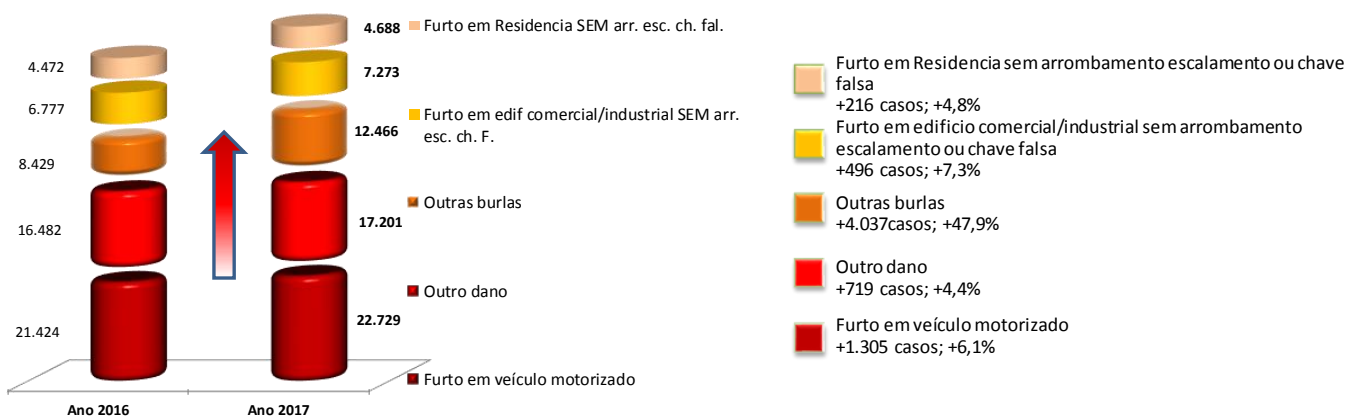 4.472
6.777
8.429
16.482
21.424
4.688
7.273
12.466
17.201
22.729
Ano 2016
Ano 2017
Furto em Residencia SEM arr. esc. ch. fal.
Furto em edif comercial/industrial SEM arr.
esc. ch. F.
Outras burlas
Outro dano
Furto em veículo motorizado
Furto em Residencia sem arrombamento escalamento ou chave
falsa
+216 casos; +4,8%
Furto em edificio comercial/industrial sem arrombamento
escalamento ou chave falsa
+496 casos; +7,3%
Outras burlas
+4.037casos; +47,9%
Outro dano
+719 casos; +4,4%
Furto em veículo motorizado
+1.305 casos; +6,1%